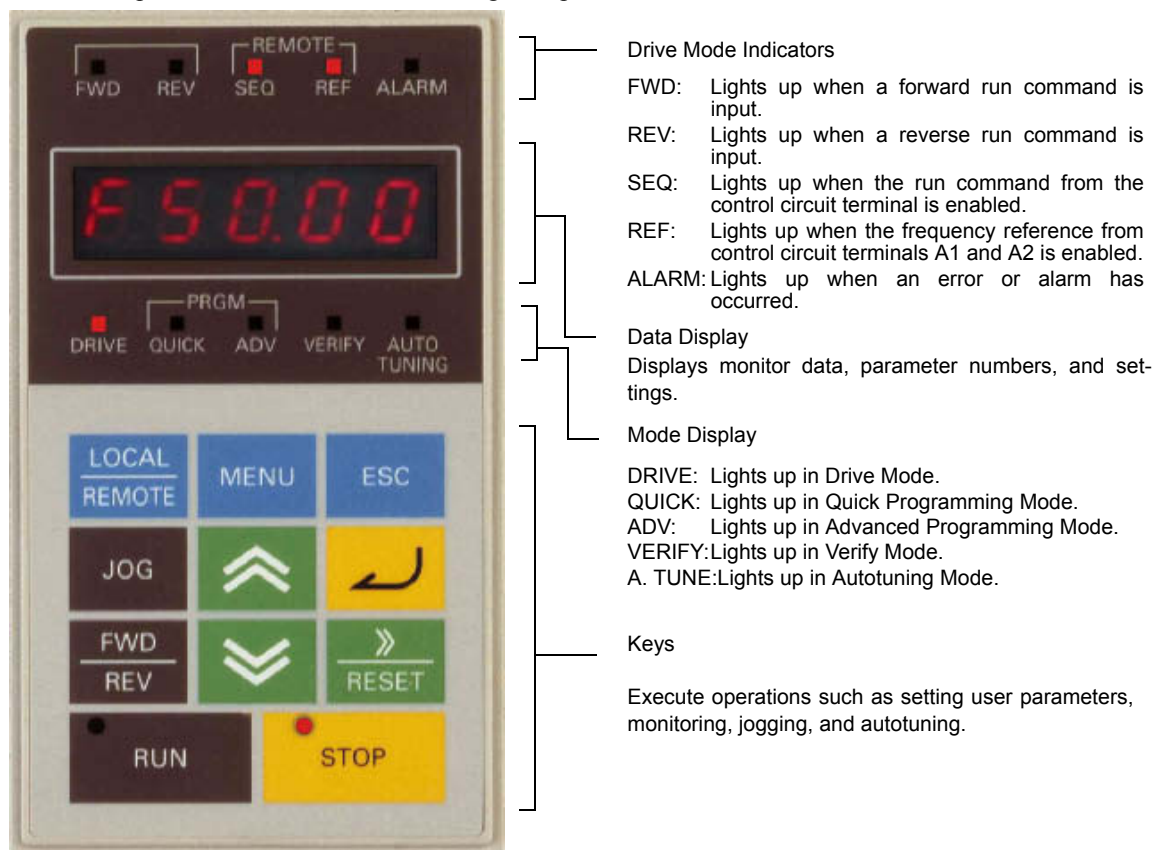 REMOTE
FWD REV SEQ REF ALARM
F50.00
PRGM
DRIVE QUICK ADV VERIFY AUTO
TUNING
LOCAL
REMOTE
MENU
ESC
JOG
FWD
REV
RESET
RUN
STOP
Drive Mode Indicators
FWD: Lights up when a forward run command is
input.
REV: Lights up when a reverse run command is
input.
SEQ: Lights up when the run command from the
control circuit terminal is enabled.
REF: Lights up when the frequency reference from
control circuit terminals A1 and A2 is enabled.
ALARM: Lights up when an error or alarm has
occurred.
Data Display
Displays monitor data, parameter numbers, and set-
tings.
Mode Display
DRIVE: Lights up in Drive Mode.
QUICK: Lights up in Quick Programming Mode.
ADV: Lights up in Advanced Programming Mode.
VERIFY:Lights up in Verify Mode.
A. TUNE:Lights up in Autotuning Mode.
Keys
Execute operations such as setting user parameters,
monitoring, jogging, and autotuning.